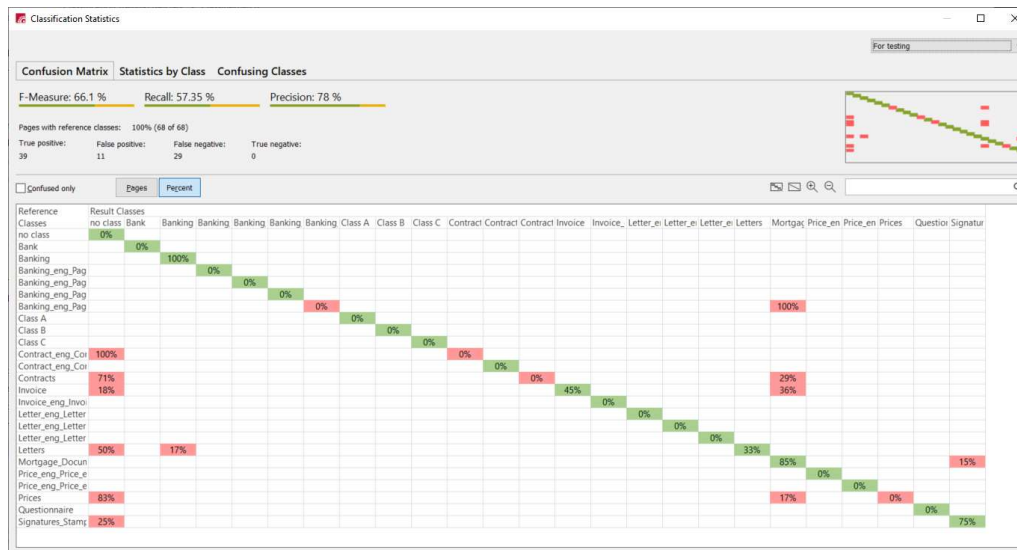 Classification Statistics
For testing
Confusion Matrix Statistics by Class Confusing Classes
F-Measure: 66.1 % Recall: 57.35 % Precision: 78 %
Pages with reference classes: 100% (68 of 68)
True positive: False positive: False negative: True negative:
39 11 29 0
Confused only Pages Percent
Reference Result Classes
Classes no class Bank Banking Banking Banking Banking Banking Class A Class B Class C Contract Contract Contract Invoice Invoice_ Letter_e Letter_e Letter_e Letters Mortgag Price_en Price_en Prices Question Signatur
no class 0%
Bank 0%
Banking 100%
Banking_eng_Pag 0%
Banking_eng_Pag 0%
Banking_eng_Pag 0%
Banking_eng_Pag 0% 100%
Class A 0%
Class B 0%
Class C 0%
Contract_eng_Cor 100% 0%
Contract_eng_Cor 0%
Contracts 71% 0% 29%
Invoice 18% 45% 36%
Invoice_eng_Invoi 0%
Letter_eng_Letter 0%
Letter_eng_Letter 0%
Letter_eng_Letter 0%
Letters 50% 17% 33%
Mortgage_Docun 85% 15%
Price_eng_Price_e 0%
Price_eng_Price_e 0%
Prices 83% 17% 0%
Questionnaire 0%
Signatures_Stamp 25% 75%